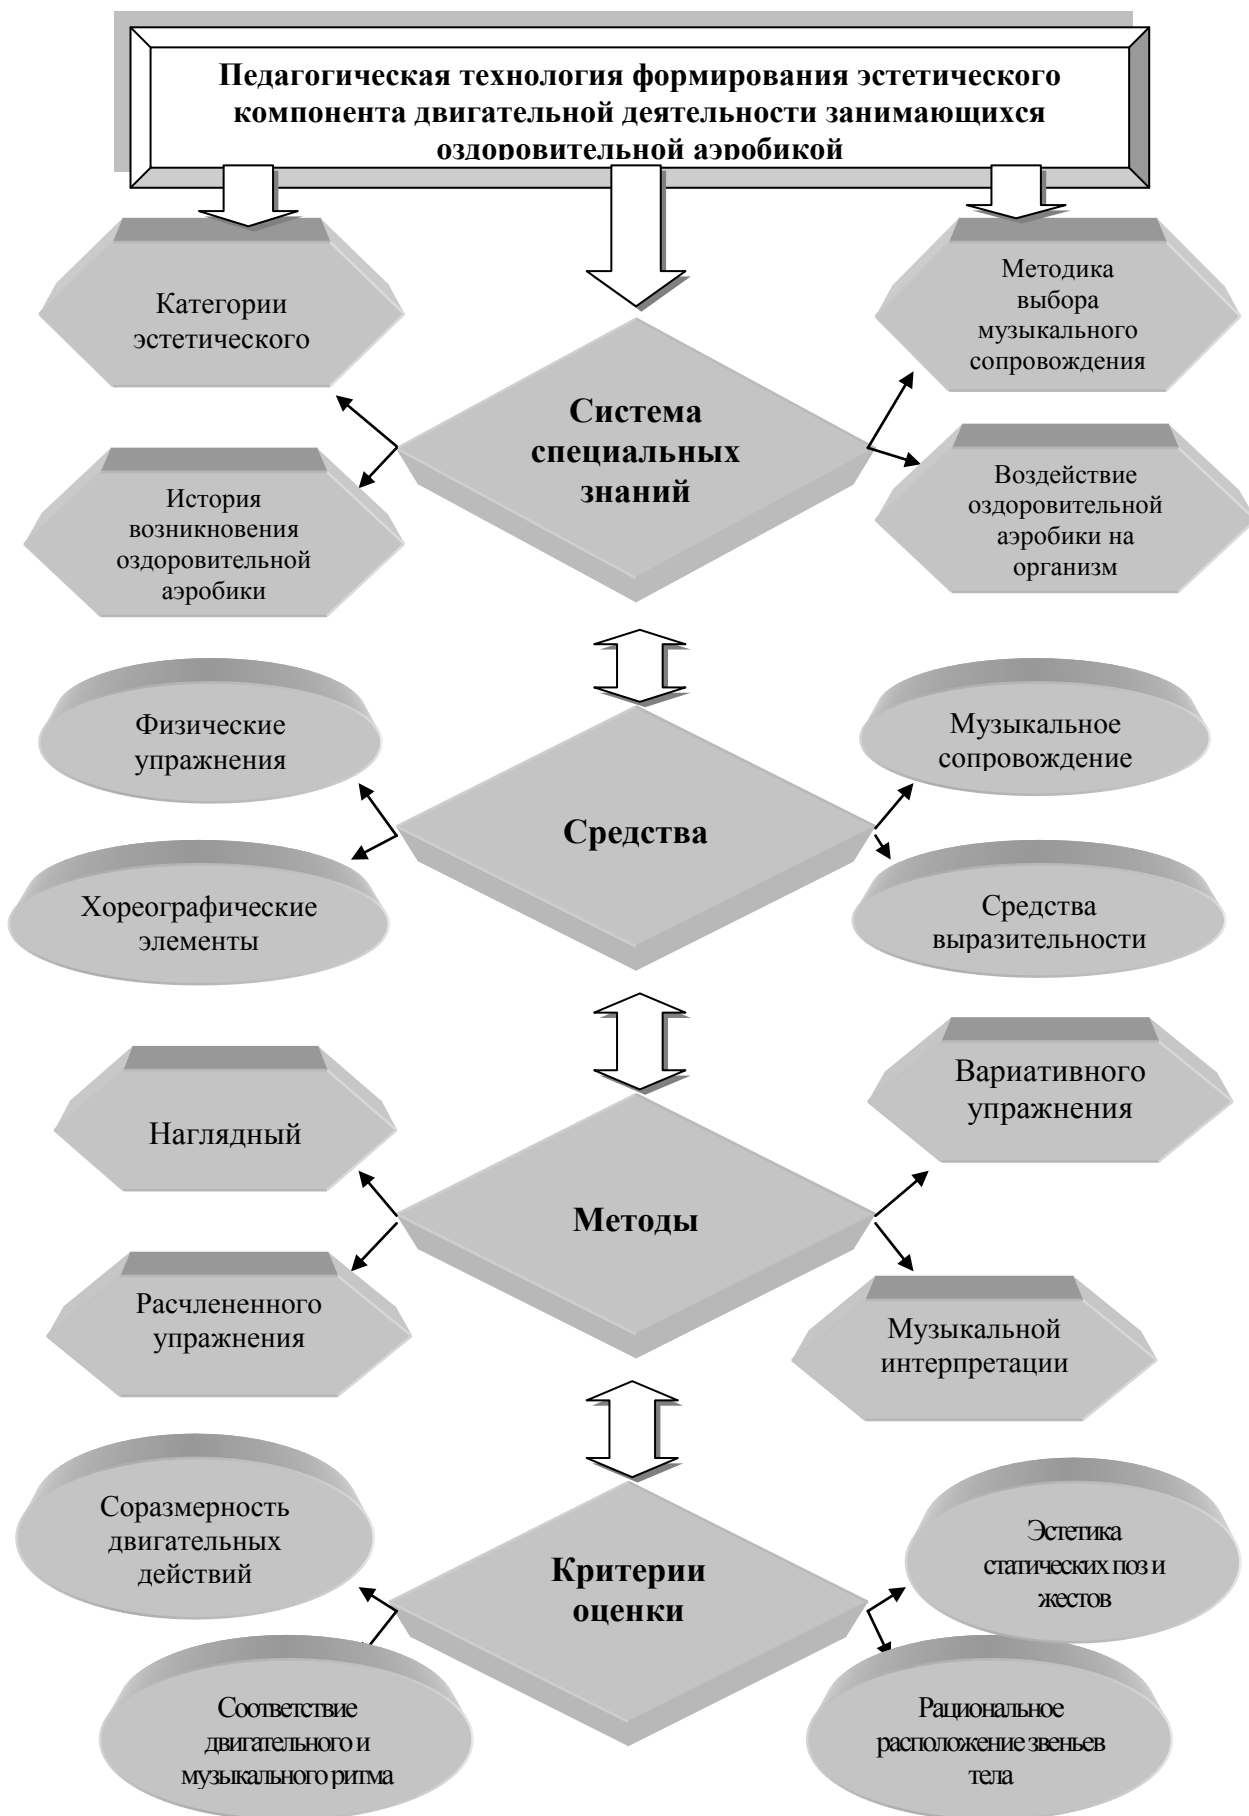 Педагогическая технология формирования эстетического
компонента двигательной деятельности занимающихся
оздоровительной аэробикой
Категории
эстетического
Методика
выбора
музыкального
сопровождения
Система
специальных
знаний
История
возникновения
оздоровительной
аэробики
Воздействие
оздоровительной
аэробики на
организм
Физические
упражнения
Музыкальное
сопровождение
Средства
Хореографические
элементы
Средства
выразительности
Наглядный
Вариативного
упражнения
Методы
Расчлененного
упражнения
Музыкальной
интерпретации
Соразмерность
двигательных
действий
Эстетика
статических поз и
жестов
Критерии
оценки
Соответствие
двигательного и
музыкального ритма
Рациональное
расположение звеньев
тела